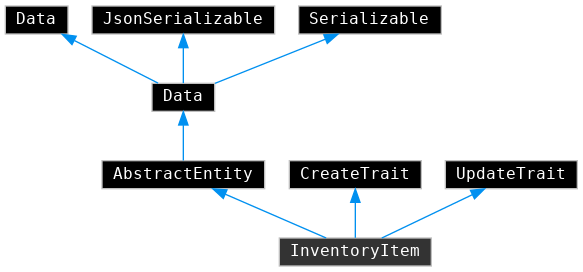 Data
JsonSerializable
Serializable
Data
AbstractEntity
CreateTrait
UpdateTrait
InventoryItem